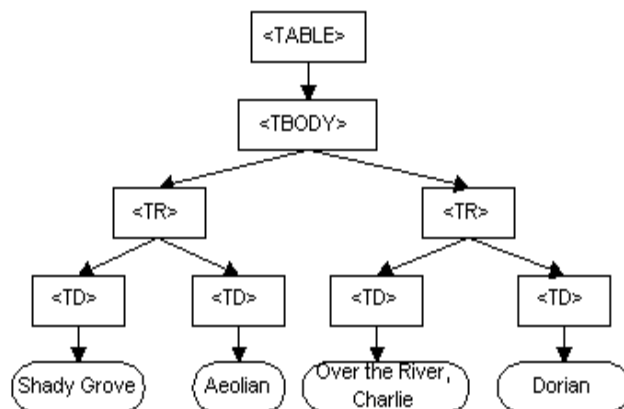 <TABLE>
<TBODY>
<TR>
<TR>
<TD>
<TD>
<TD>
<TD>
Shady Grove
Aeolian
Over the River,
Charlie
Dorian